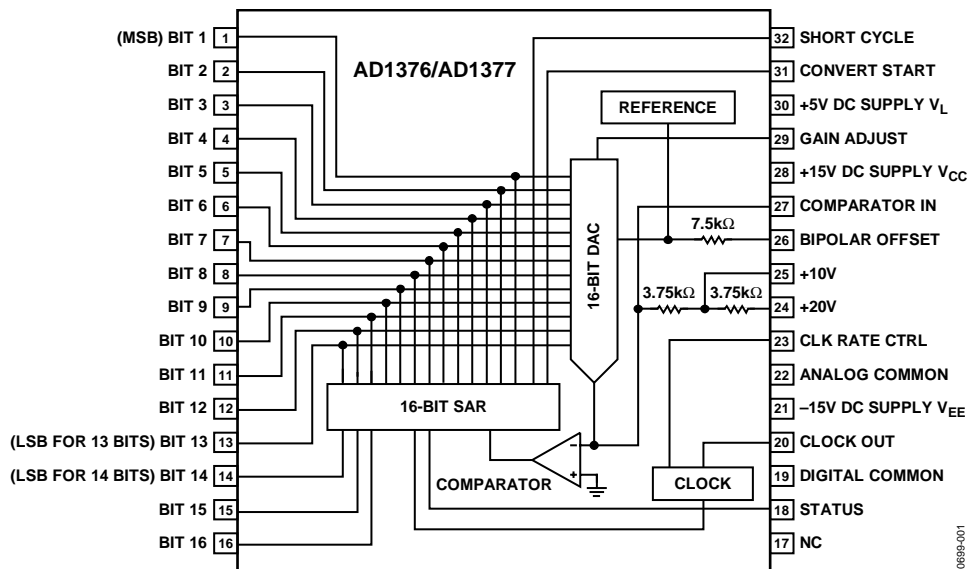 AD1376/AD1377
(MSB) BIT 1 1
BIT 2 2
BIT 3 3
BIT 4 4
BIT 5 5
BIT 6 6
BIT 7 7
BIT 8 8
BIT 9 9
BIT 10 10
BIT 11 11
BIT 12 12
(LSB FOR 13 BITS) BIT 13 13
(LSB FOR 14 BITS) BIT 14 14
BIT 15 15
BIT 16 16
REFERENCE
16-BIT DAC
7.5kΩ
3.75kΩ 3.75kΩ
16-BIT SAR
COMPARATOR
CLOCK
32 SHORT CYCLE
31 CONVERT START
30 +5V DC SUPPLY VL
29 GAIN ADJUST
28 +15V DC SUPPLY VCC
27 COMPARATOR IN
26 BIPOLAR OFFSET
25 +10V
24 +20V
23 CLK RATE CTRL
22 ANALOG COMMON
21 –15V DC SUPPLY VEE
20 CLOCK OUT
19 DIGITAL COMMON
18 STATUS
17 NC
0699-001